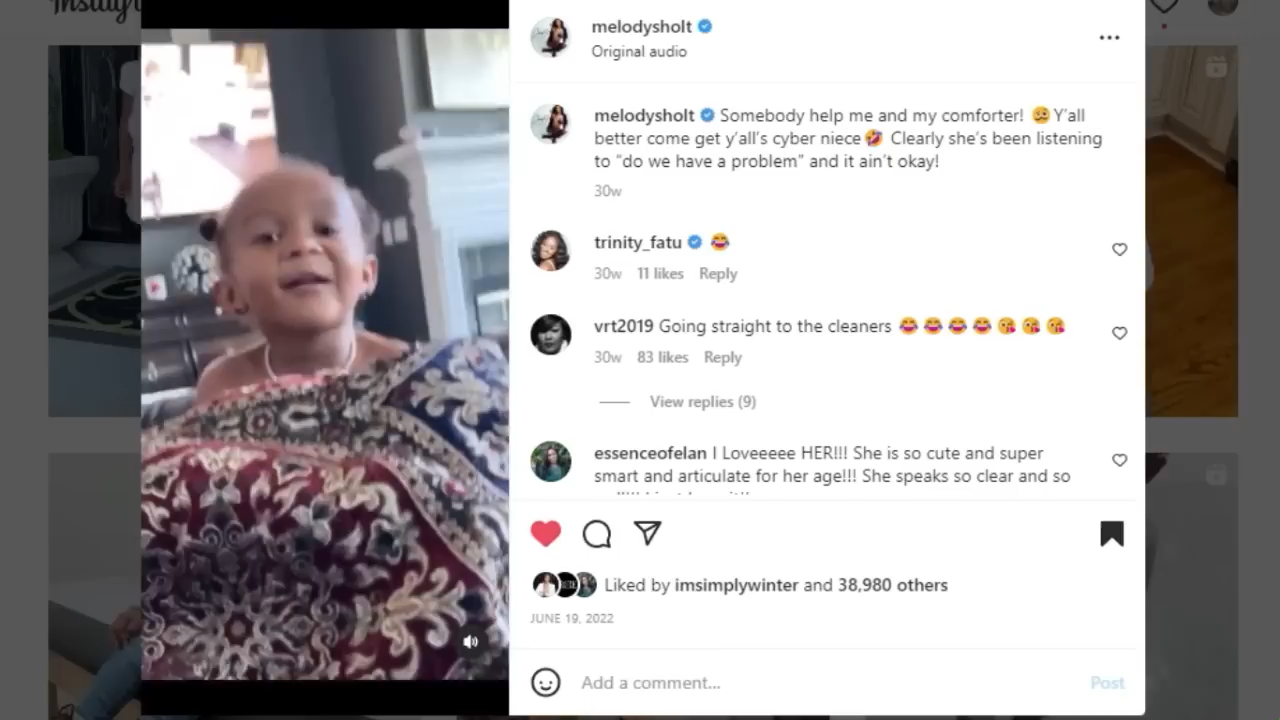 melodysholt
Original audio
melodysholt Somebody help me and my comforter! 🥴Y'all
better come get y'all's cyber niece🤣 Clearly she's been listening
to "do we have a problem" and it ain't okay!
30w
trinity_fatu 😂
30w 11 likes Reply
vrt2019 Going straight to the cleaners 😂😂😂😂😘😘😘
30w 83 likes Reply
View replies (9)
essenceofelan I Loveeeee HER!!! She is so cute and super
smart and articulate for her age!!! She speaks so clear and so
Liked by imsimplywinter and 38,980 others
JUNE 19, 2022
Add a comment...
Post